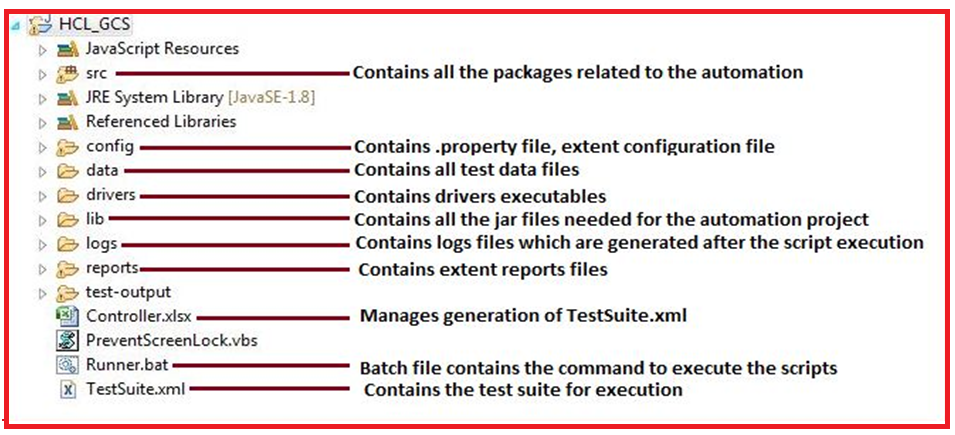 HCL_GCS
JavaScript Resources
src Contains all the packages related to the automation
JRE System Library [JavaSE-1.8]
Referenced Libraries
config Contains .property file, extent configuration file
data Contains all test data files
drivers Contains drivers executables
lib Contains all the jar files needed for the automation project
logs Contains logs files which are generated after the script execution
reports Contains extent reports files
test-output
Controller.xlsx Manages generation of TestSuite.xml
PreventScreenLock.vbs
Runner.bat Batch file contains the command to execute the scripts
TestSuite.xml Contains the test suite for execution